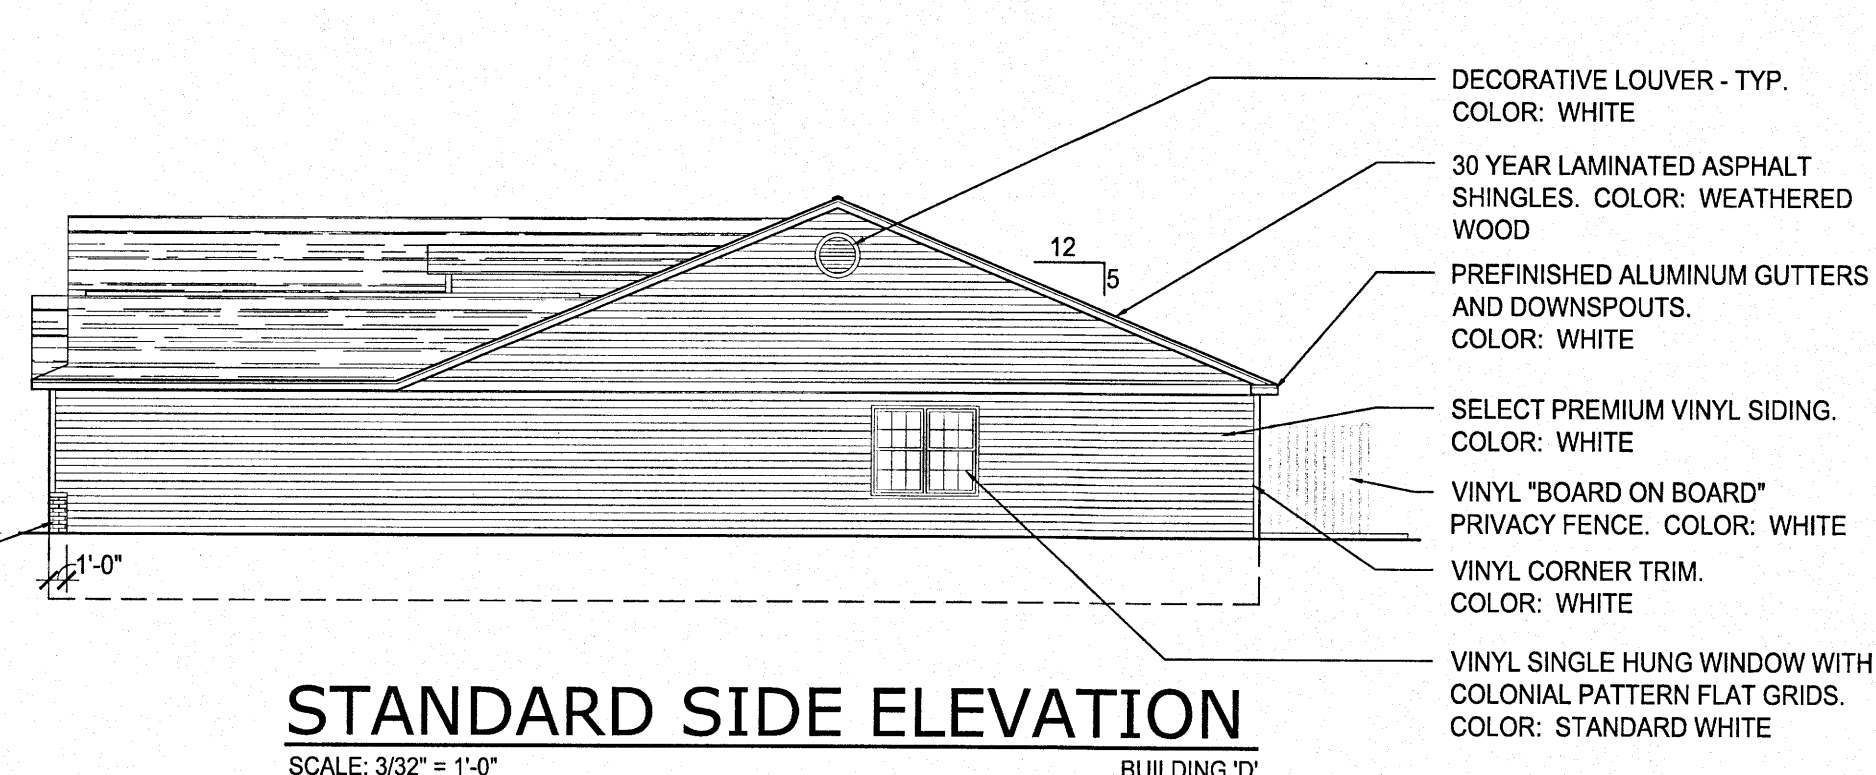 DECORATIVE LOUVER - TYP.
COLOR: WHITE
30 YEAR LAMINATED ASPHALT
SHINGLES. COLOR: WEATHERED
WOOD
12
5
PREFINISHED ALUMINUM GUTTERS
AND DOWNSPOUTS.
COLOR: WHITE
SELECT PREMIUM VINYL SIDING.
COLOR: WHITE
VINYL "BOARD ON BOARD"
PRIVACY FENCE. COLOR: WHITE
1'-0"
VINYL CORNER TRIM.
COLOR: WHITE
VINYL SINGLE HUNG WINDOW WITH
COLONIAL PATTERN FLAT GRIDS.
COLOR: STANDARD WHITE
STANDARD SIDE ELEVATION
SCALE: 3/32" = 1'-0"
BUILDING 'D'